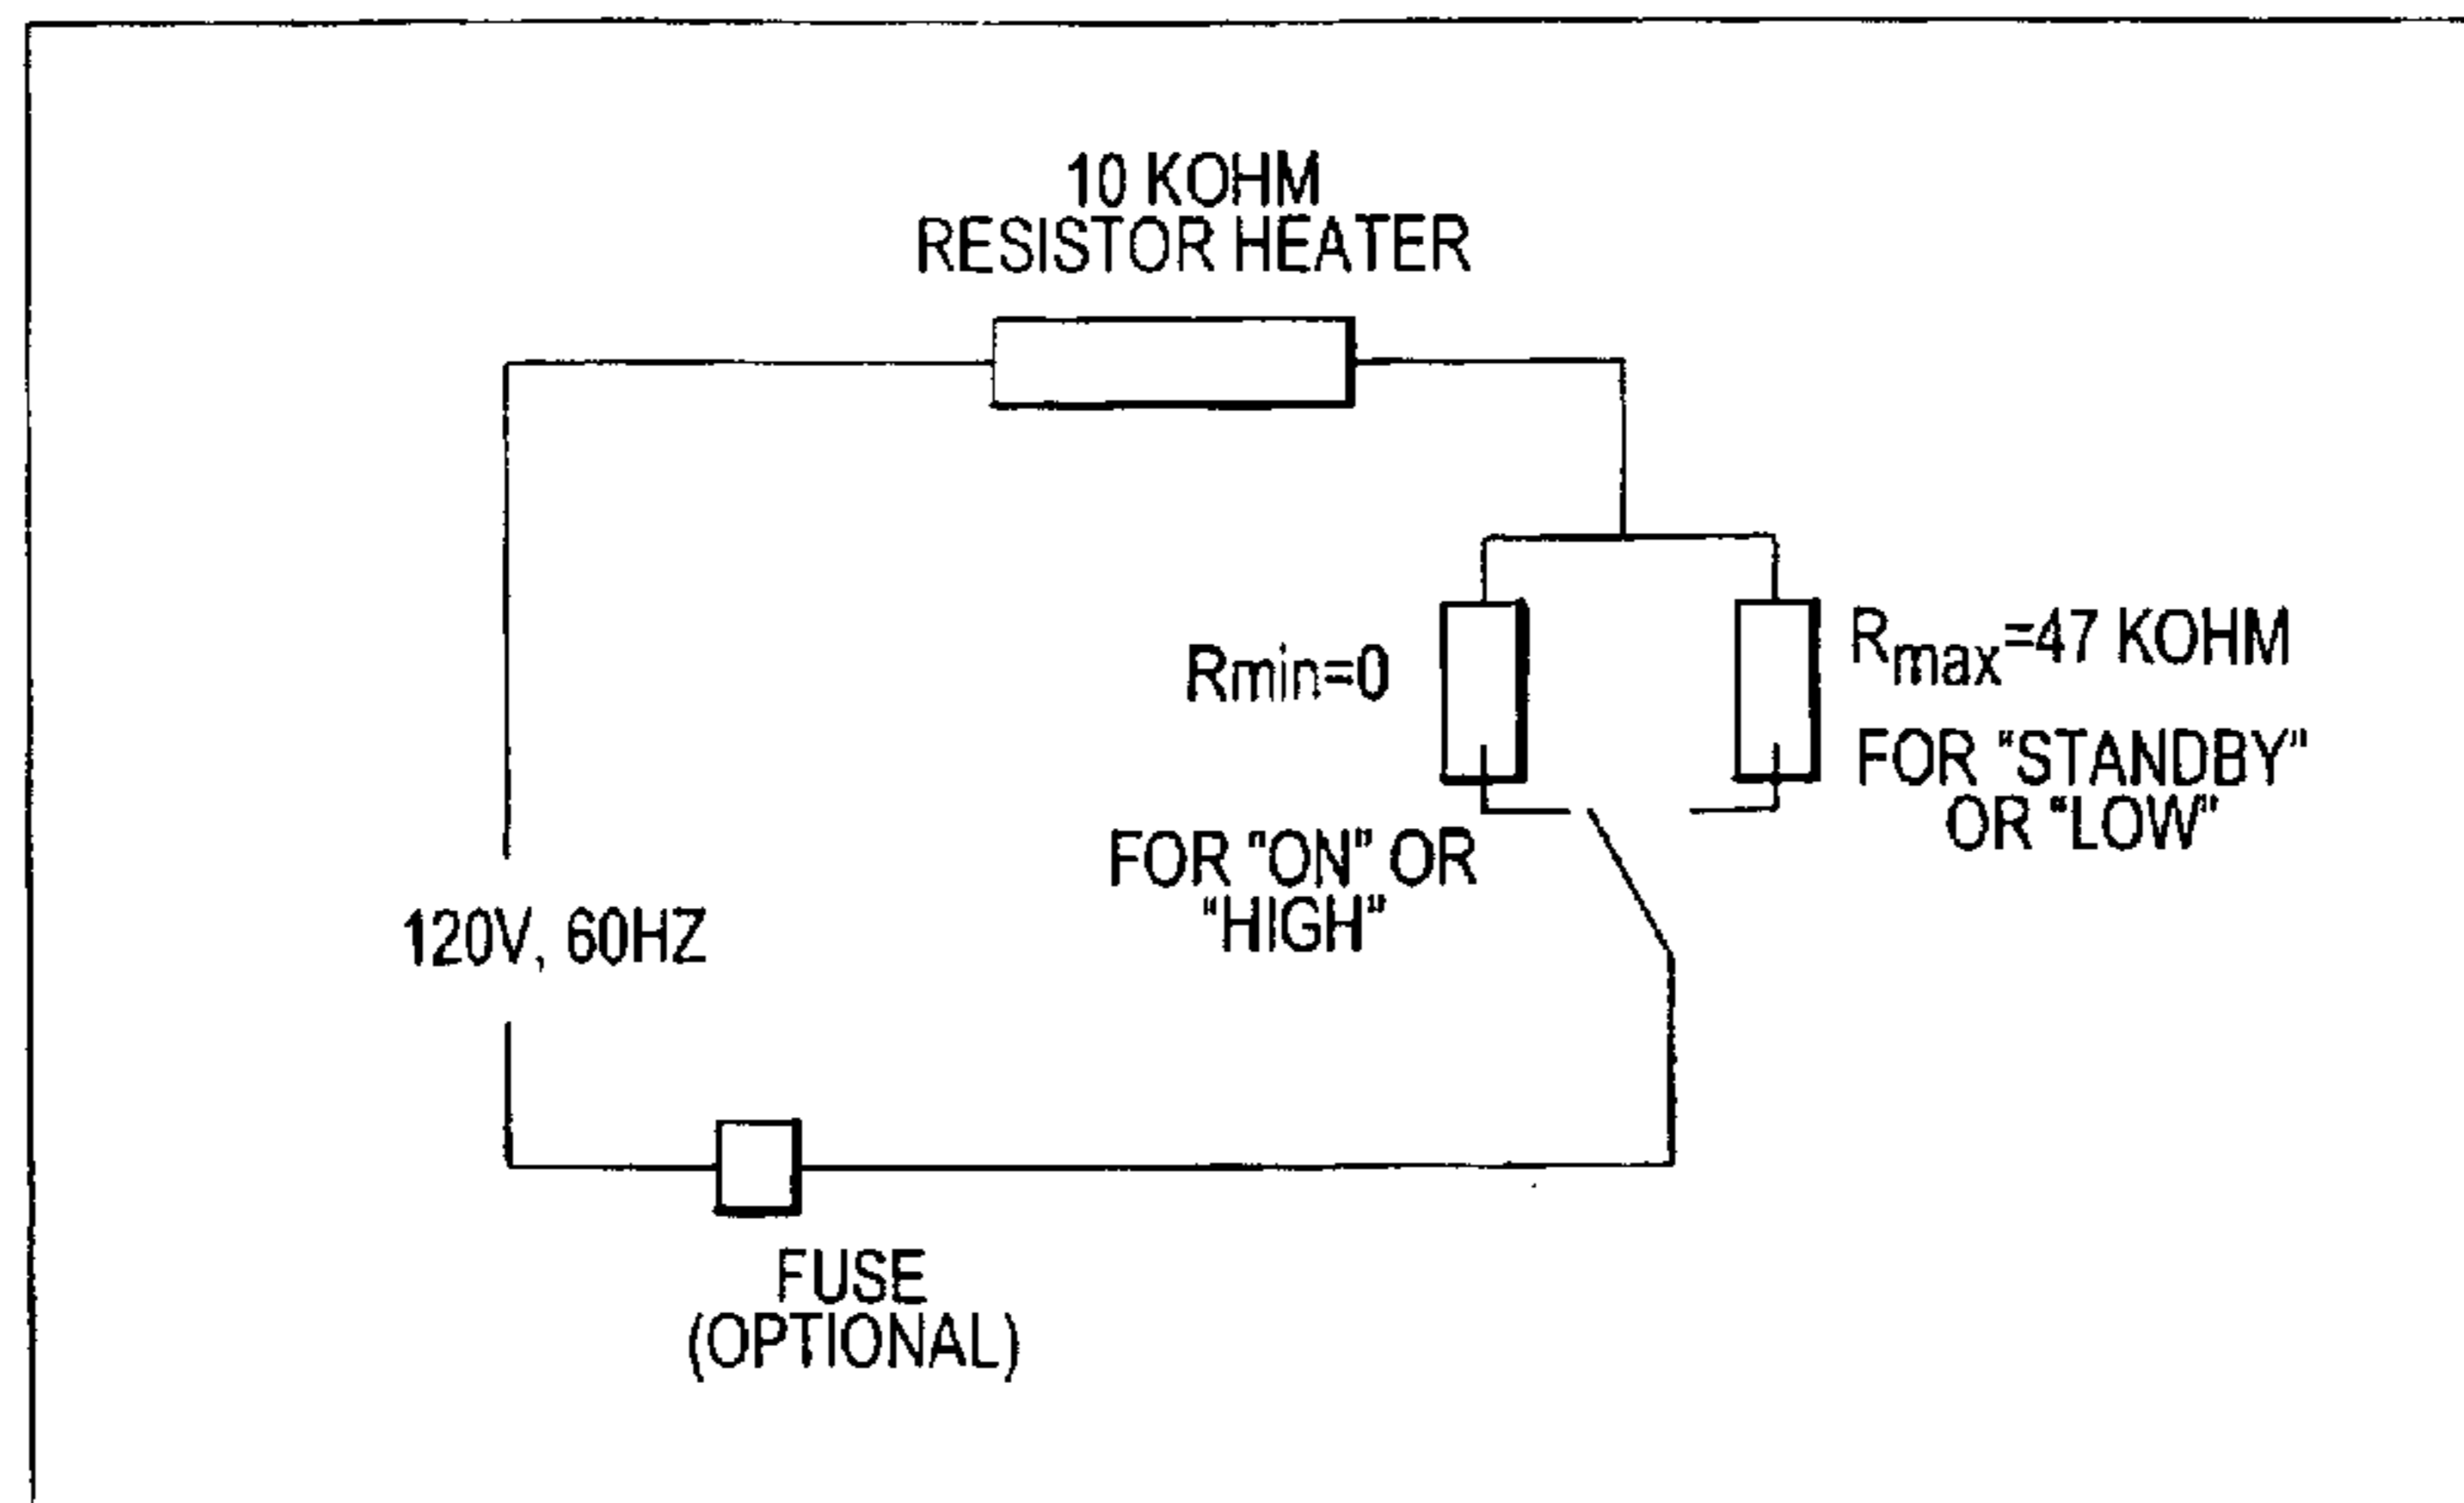 10 KOHM
RESISTOR HEATER
Rmin=0
Rmax=47 KOHM
FOR "STANDBY"
OR "LOW"
FOR "ON" OR
"HIGH"
120V, 60HZ
FUSE
(OPTIONAL)